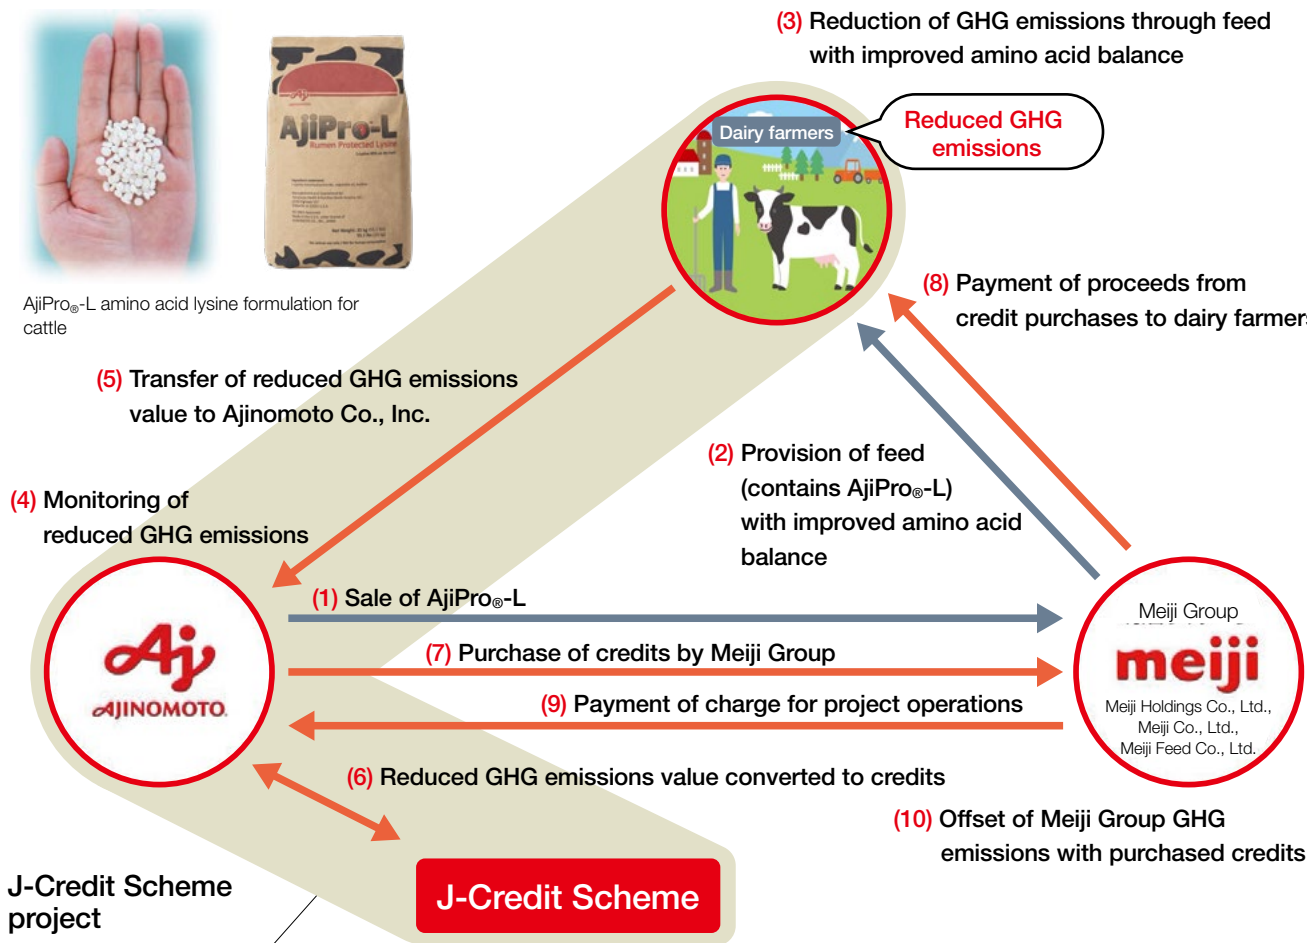 (3) Reduction of GHG emissions through feed
with improved amino acid balance
Dairy farmers
Reduced GHG
emissions
Aj
AJINOMOTO
AjiPro®-L
Rumen Protected Lysine
AjiPro®-L amino acid lysine formulation for
cattle
(8) Payment of proceeds from
credit purchases to dairy farmers
(5) Transfer of reduced GHG emissions
value to Ajinomoto Co., Inc.
(2) Provision of feed
(contains AjiPro®-L)
with improved amino acid
balance
(4) Monitoring of
reduced GHG emissions
(1) Sale of AjiPro®-L
(7) Purchase of credits by Meiji Group
(9) Payment of charge for project operations
(6) Reduced GHG emissions value converted to credits
Aj
AJINOMOTO.
Meiji Group
meiji
Meiji Holdings Co., Ltd.,
Meiji Co., Ltd.,
Meiji Feed Co., Ltd.
(10) Offset of Meiji Group GHG
emissions with purchased credits
J-Credit Scheme
project
J-Credit Scheme